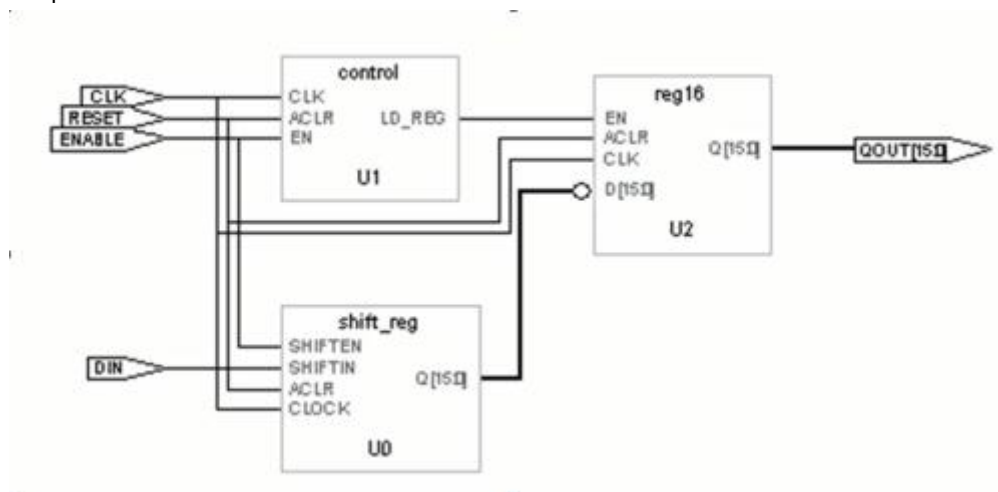 control
CLK
RESET
ENABLE
CLK
ACLR
EN
LD_REG
U1
reg16
EN
ACLR
CLK
D[15:0]
Q[15:0]
U2
QOUT[15:0]
shift_reg
DIN
SHIFTEN
SHIFTIN
ACLR
CLOCK
Q[15:0]
U0